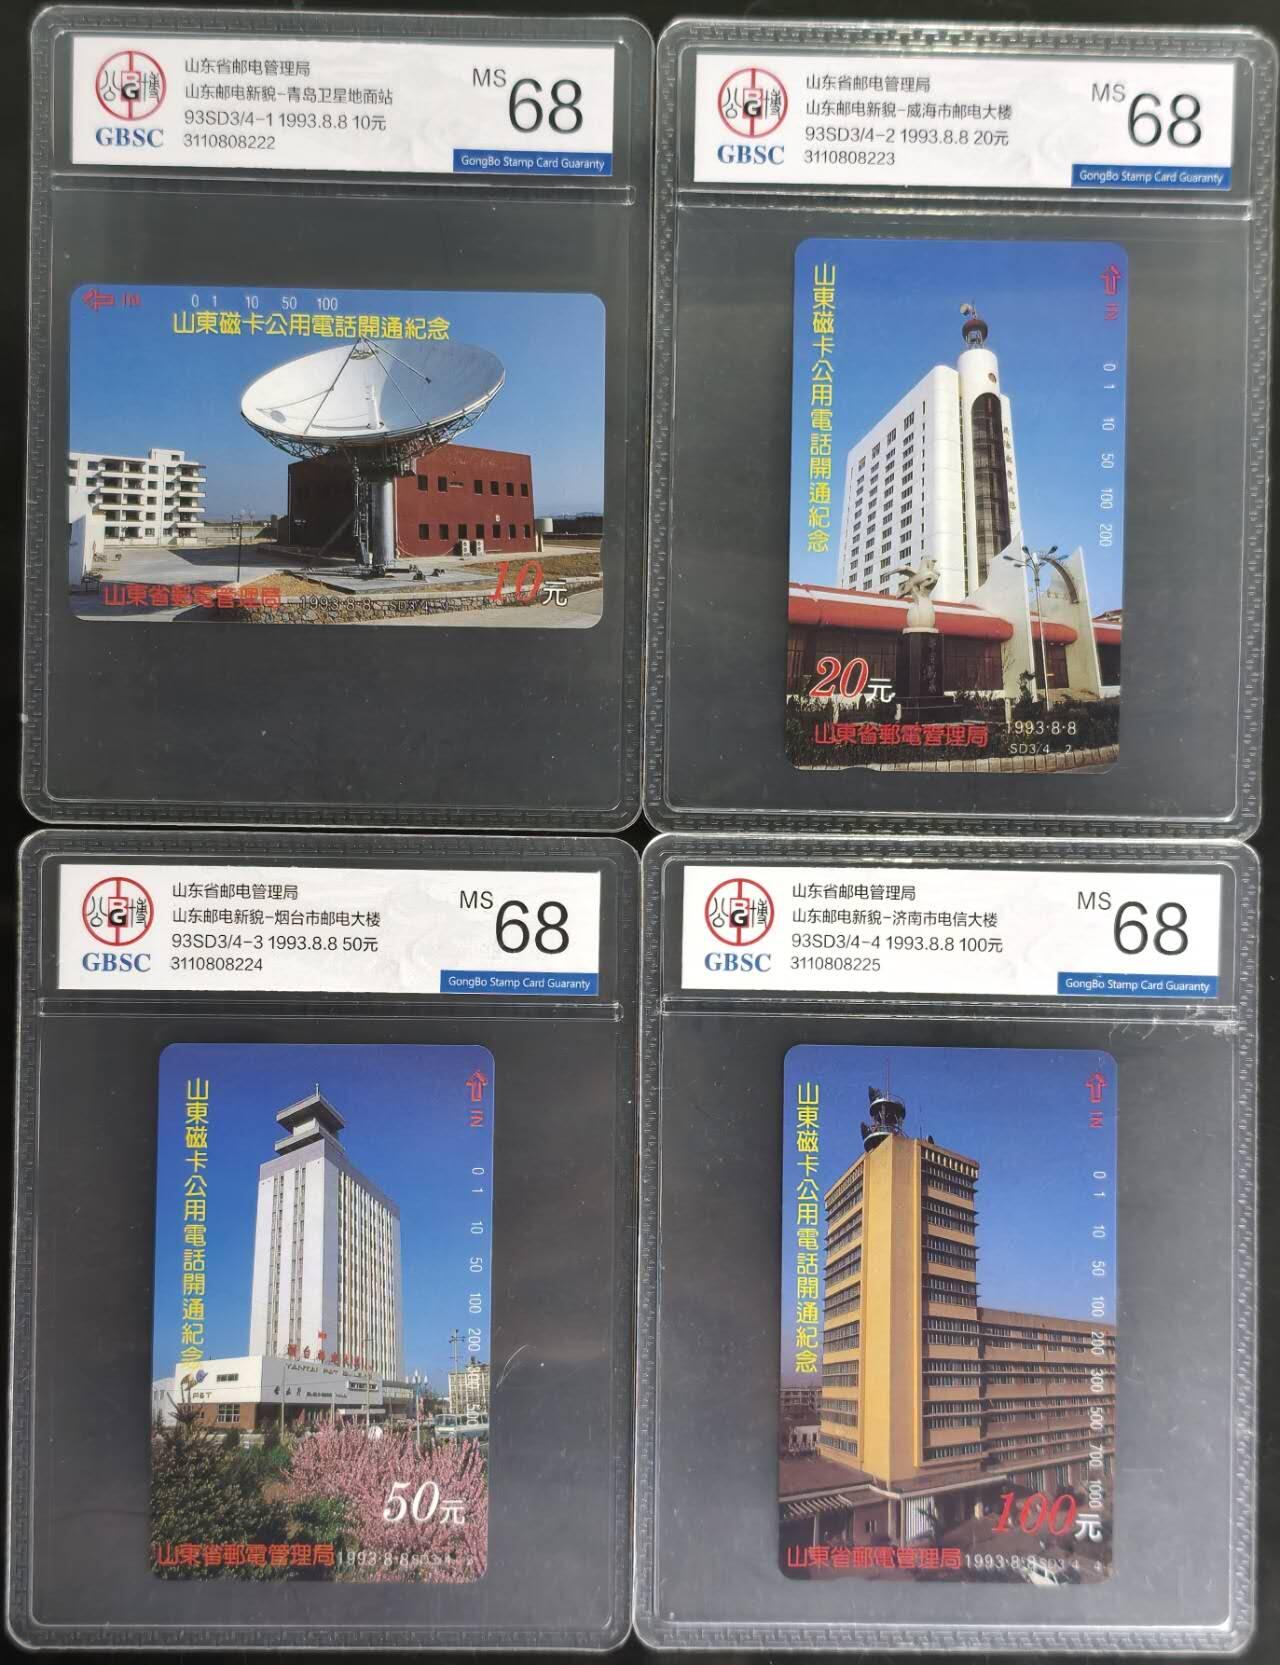 山东省邮电管理局
山东邮电新貌-青岛卫星地面站
93SD3/4-1 1993.8.8 10元
3110808222
GBSC
MS 68
GongBo Stamp Card Guaranty
IN
0 1 10 50 100
山東磁卡公用電話開通紀念
10元
山東省郵電管理局 1993·8·8 SD3/4
山东省邮电管理局
山东邮电新貌-威海市邮电大楼
93SD3/4-2 1993.8.8 20元
3110808223
GBSC
MS 68
GongBo Stamp Card Guaranty
山東磁卡公用電話開通紀念
IN
0 1 10 50 100 200
20元
山東省郵電管理局 1993·8·8
SD3/4 2
山东省邮电管理局
山东邮电新貌-烟台市邮电大楼
93SD3/4-3 1993.8.8 50元
3110808224
GBSC
MS 68
GongBo Stamp Card Guaranty
山東磁卡公用電話開通紀念
IN
0 1 10 50 100 200 300 500
P&T
50元
山東省郵電管理局 1993·8·8
山东省邮电管理局
山东邮电新貌-济南市电信大楼
93SD3/4-4 1993.8.8 100元
3110808225
GBSC
MS 68
GongBo Stamp Card Guaranty
山東磁卡公用電話開通紀念
IN
0 1 10 50 100 200 300 500 700 1000
100元
山東省郵電管理局 1993·8·8 SD3/4 4